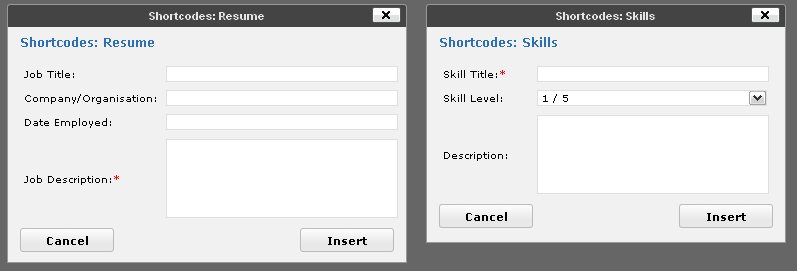 Shortcodes: Resume
Shortcodes: Resume
Job Title:
Company/Organisation:
Date Employed:
Job Description:*
Cancel
Insert
Shortcodes: Skills
Shortcodes: Skills
Skill Title:*
Skill Level:
1 / 5
Description:
Cancel
Insert